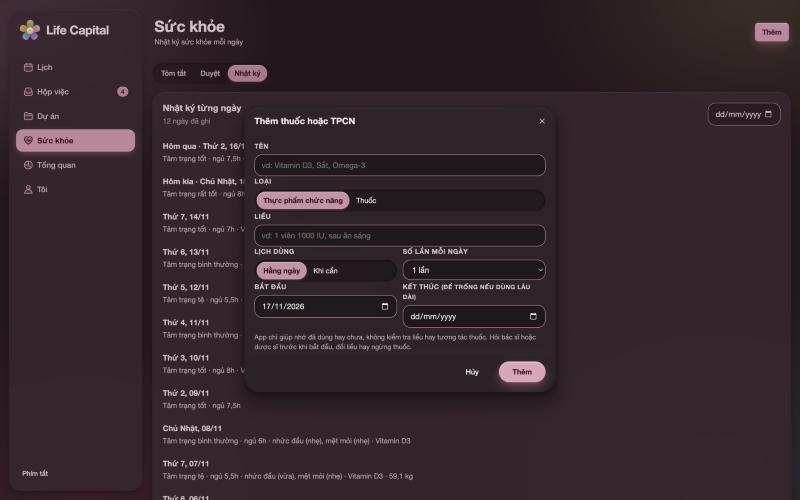 Life Capital
Lịch
Hộp việc
4
Dự án
Sức khỏe
Tổng quan
Tôi
Phím tắt
Sức khỏe
Nhật ký sức khỏe mỗi ngày
Thêm
Tóm tắt
Duyệt
Nhật ký
Nhật ký từng ngày
12 ngày đã ghi
dd/mm/yyyy
Hôm qua · Thứ 2, 16/1
Tâm trạng tốt · ngủ 7,5h ·
Hôm kia · Chủ Nhật, 1
Tâm trạng rất tốt · ngủ 8h
Thứ 7, 14/11
Tâm trạng tốt · ngủ 7h · V
Thứ 6, 13/11
Tâm trạng bình thường ·
Thứ 5, 12/11
Tâm trạng tệ · ngủ 5,5h ·
Thứ 4, 11/11
Tâm trạng bình thường ·
Thứ 3, 10/11
Tâm trạng tốt · ngủ 8h · V
Thứ 2, 09/11
Tâm trạng tốt · ngủ 7,5h
Chủ Nhật, 08/11
Tâm trạng bình thường · ngủ 6h · nhức đầu (nhẹ), mệt mỏi (nhẹ) · Vitamin D3
Thứ 7, 07/11
Tâm trạng tệ · ngủ 5,5h · nhức đầu (vừa), mệt mỏi (nhẹ) · Vitamin D3 · 59,1 kg
Thứ 6, 06/11
Thêm thuốc hoặc TPCN
×
TÊN
vd: Vitamin D3, Sắt, Omega-3
LOẠI
Thực phẩm chức năng
Thuốc
LIỀU
vd: 1 viên 1000 IU, sau ăn sáng
LỊCH DÙNG
Hằng ngày
Khi cần
SỐ LẦN MỖI NGÀY
1 lần
BẮT ĐẦU
17/11/2026
KẾT THÚC (ĐỂ TRỐNG NẾU DÙNG LÂU
DÀI)
dd/mm/yyyy
App chỉ giúp nhớ đã dùng hay chưa, không kiểm tra liều hay tương tác thuốc. Hỏi bác sĩ hoặc
dược sĩ trước khi bắt đầu, đổi liều hay ngừng thuốc.
Hủy
Thêm